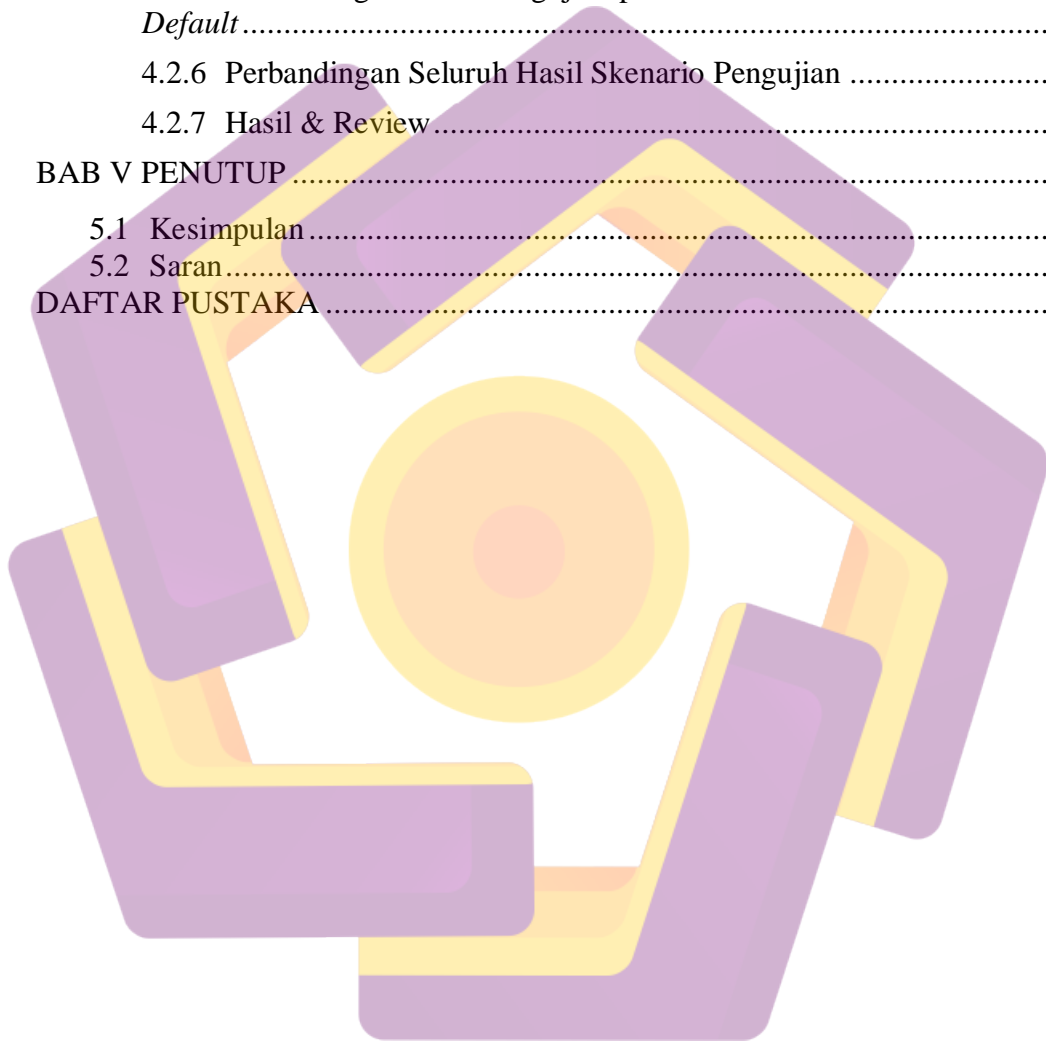 Default ........................................................................................................
4.2.6 Perbandingan Seluruh Hasil Skenario Pengujian ........................
4.2.7 Hasil & Review...........................................................................
BAB V PENUTUP ...........................................................................................
5.1 Kesimpulan.........................................................................................
5.2 Saran...................................................................................................
DAFTAR PUSTAKA .......................................................................................